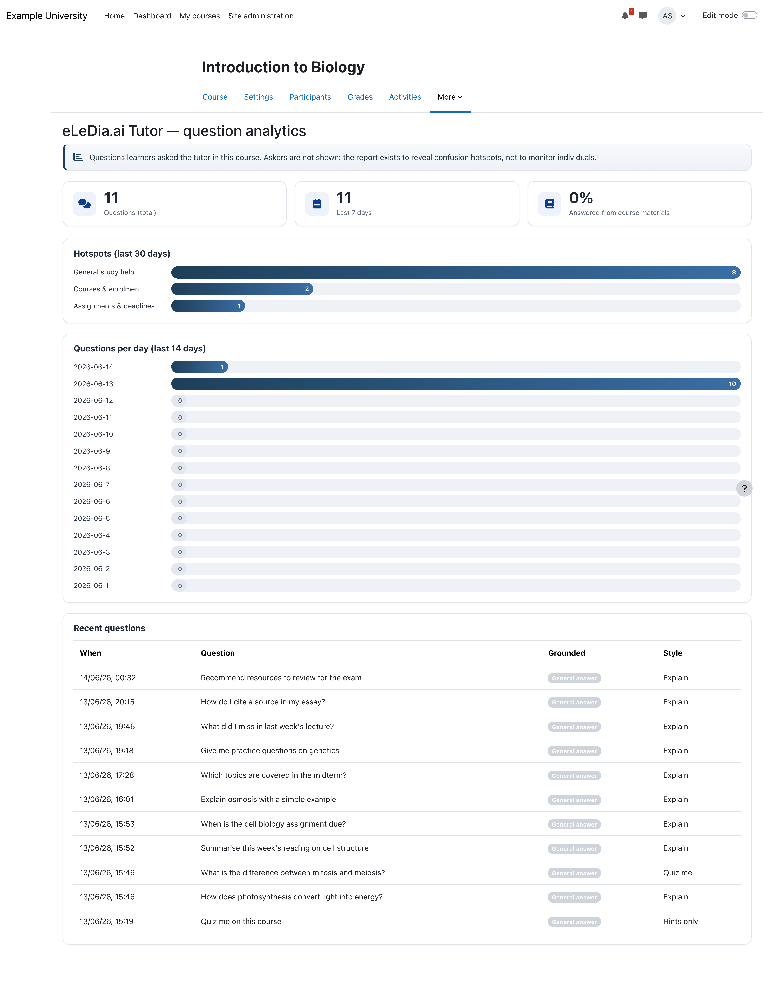 Example University Home Dashboard My courses Site administration 1 AS Edit mode
Introduction to Biology
Course Settings Participants Grades Activities More
eLeDia.ai Tutor — question analytics
Questions learners asked the tutor in this course. Askers are not shown: the report exists to reveal confusion hotspots, not to monitor individuals.
11
Questions (total)
11
Last 7 days
0%
Answered from course materials
Hotspots (last 30 days)
General study help 8
Courses & enrolment 2
Assignments & deadlines 1
Questions per day (last 14 days)
2026-06-14 1
2026-06-13 10
2026-06-12 0
2026-06-11 0
2026-06-10 0
2026-06-9 0
2026-06-8 0
2026-06-7 0
?
2026-06-6 0
2026-06-5 0
2026-06-4 0
2026-06-3 0
2026-06-2 0
2026-06-1 0
Recent questions
When Question Grounded Style
14/06/26, 00:32 Recommend resources to review for the exam General answer Explain
13/06/26, 20:15 How do I cite a source in my essay? General answer Explain
13/06/26, 19:46 What did I miss in last week's lecture? General answer Explain
13/06/26, 19:18 Give me practice questions on genetics General answer Explain
13/06/26, 17:28 Which topics are covered in the midterm? General answer Explain
13/06/26, 16:01 Explain osmosis with a simple example General answer Explain
13/06/26, 15:53 When is the cell biology assignment due? General answer Explain
13/06/26, 15:52 Summarise this week's reading on cell structure General answer Explain
13/06/26, 15:46 What is the difference between mitosis and meiosis? General answer Quiz me
13/06/26, 15:46 How does photosynthesis convert light into energy? General answer Explain
13/06/26, 15:19 Quiz me on this course General answer Hints only